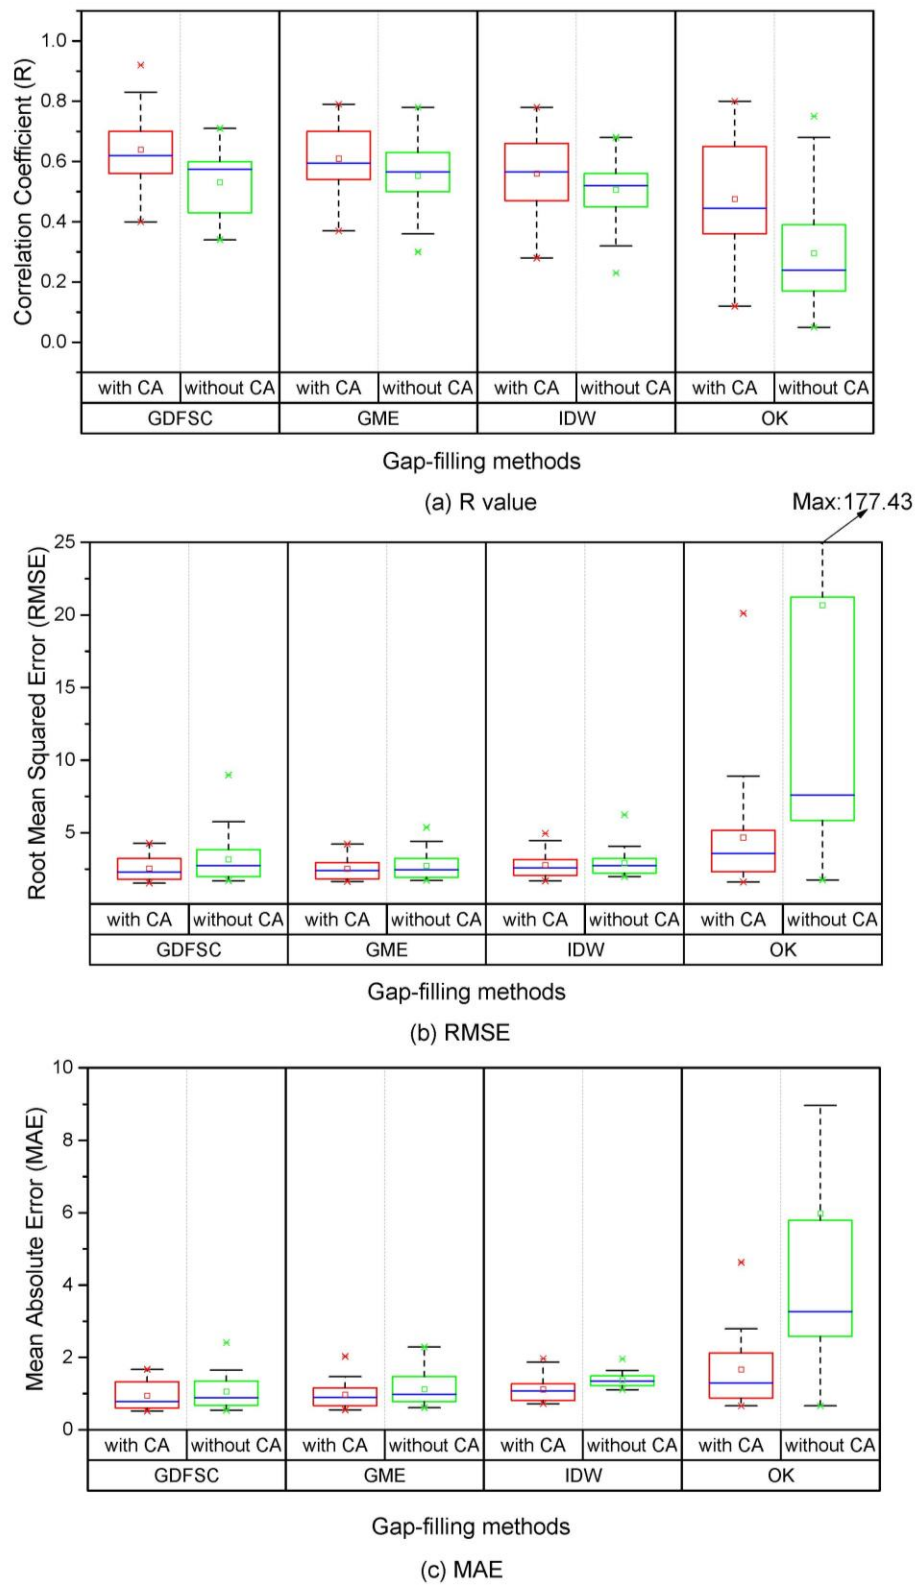 Correlation Coefficient (R)
1.0
0.8
0.6
0.4
0.2
0.0
with CA without CA with CA without CA with CA without CA with CA without CA
GDFSC GME IDW OK
Gap-filling methods
(a) R value
Max:177.43
Root Mean Squared Error (RMSE)
25
20
15
10
5
with CA without CA with CA without CA with CA without CA with CA without CA
GDFSC GME IDW OK
Gap-filling methods
(b) RMSE
Mean Absolute Error (MAE)
10
8
6
4
2
0
with CA without CA with CA without CA with CA without CA with CA without CA
GDFSC GME IDW OK
Gap-filling methods
(c) MAE